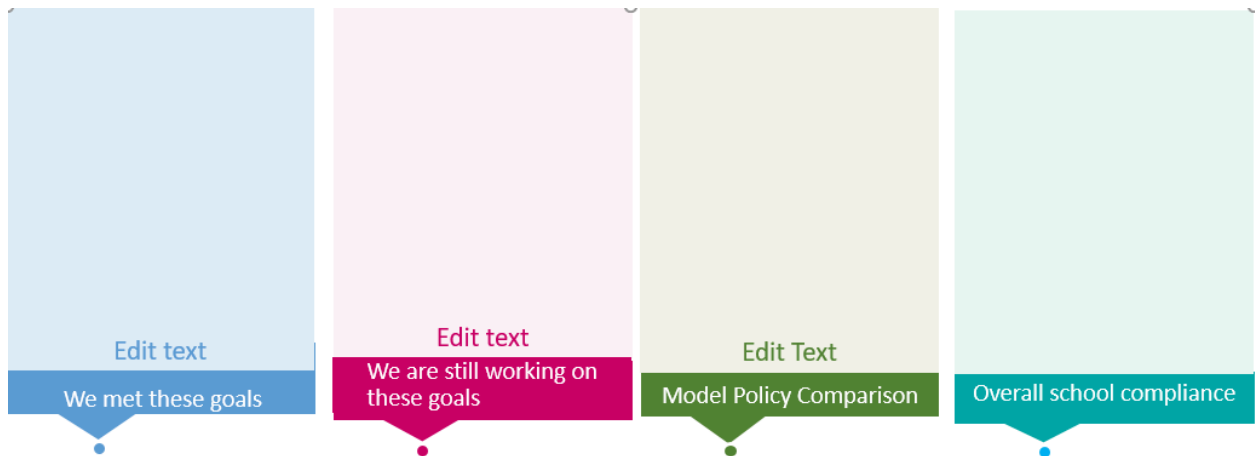 Edit text
We met these goals
Edit text
We are still working on
these goals
Edit Text
Model Policy Comparison
Overall school compliance